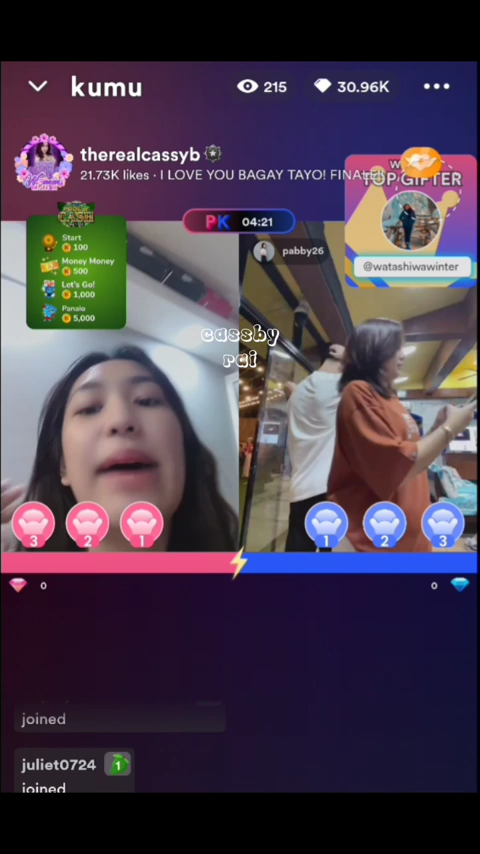 kumu
215
30.96K
therealcassyb
21.73K likes · I LOVE YOU BAGAY TAYO! FINALE
TOP GIFTER
@watashiwawinter
PK 04:21
CASH
Start
100
Money Money
500
Let's Go!
1,000
Panalo
5,000
pabby26
cassby
rai
3 2 1
1 2 3
0
0
joined
juliet0724 1
joined